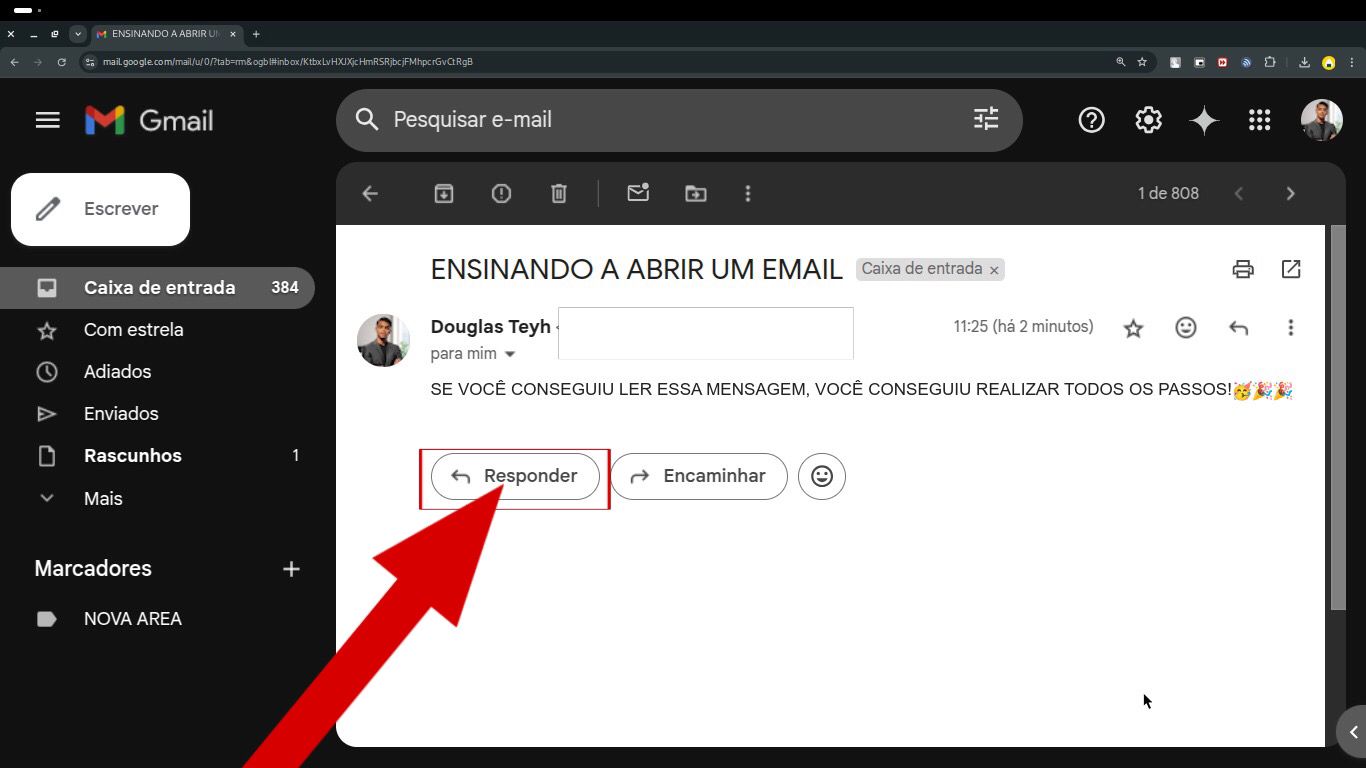 ENSINANDO A ABRIR UM
mail.google.com/mail/u/0/?tab=rm&ogbl#inbox/KtbxLvHXJXjcHmRSRjbcjFMhpcrGvCtRgB
Gmail
Pesquisar e-mail
Escrever
1 de 808
Caixa de entrada 384
Com estrela
Adiados
Enviados
Rascunhos 1
Mais
Marcadores
NOVA AREA
ENSINANDO A ABRIR UM EMAIL Caixa de entrada ×
Douglas Teyh 11:25 (há 2 minutos)
para mim
SE VOCÊ CONSEGUIU LER ESSA MENSAGEM, VOCÊ CONSEGUIU REALIZAR TODOS OS PASSOS!🥳🎉🎉
Responder Encaminhar